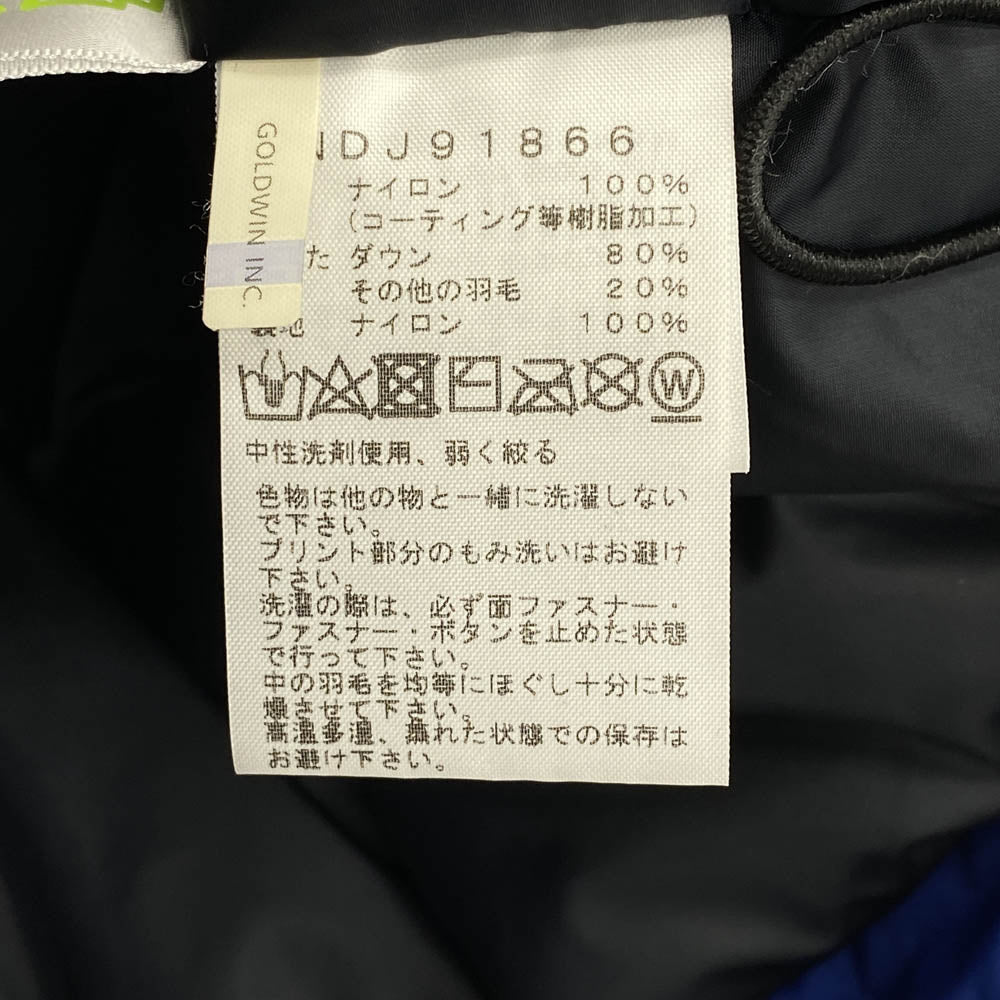 GOLDWIN INC.
NDJ91866
ナイロン 100%
(コーティング等樹脂加工)
た ダウン 80%
その他の羽毛 20%
裏地 ナイロン 100%
W
中性洗剤使用、弱く絞る
色物は他の物と一緒に洗濯しない
で下さい。
プリント部分のもみ洗いはお避け
下さい。
洗濯の際は、必ず面ファスナー・
ファスナー・ボタンを止めた状態
で行って下さい。
中の羽毛を均等にほぐし十分に乾
燥させて下さい。
高温多湿、濡れた状態での保存は
お避け下さい。